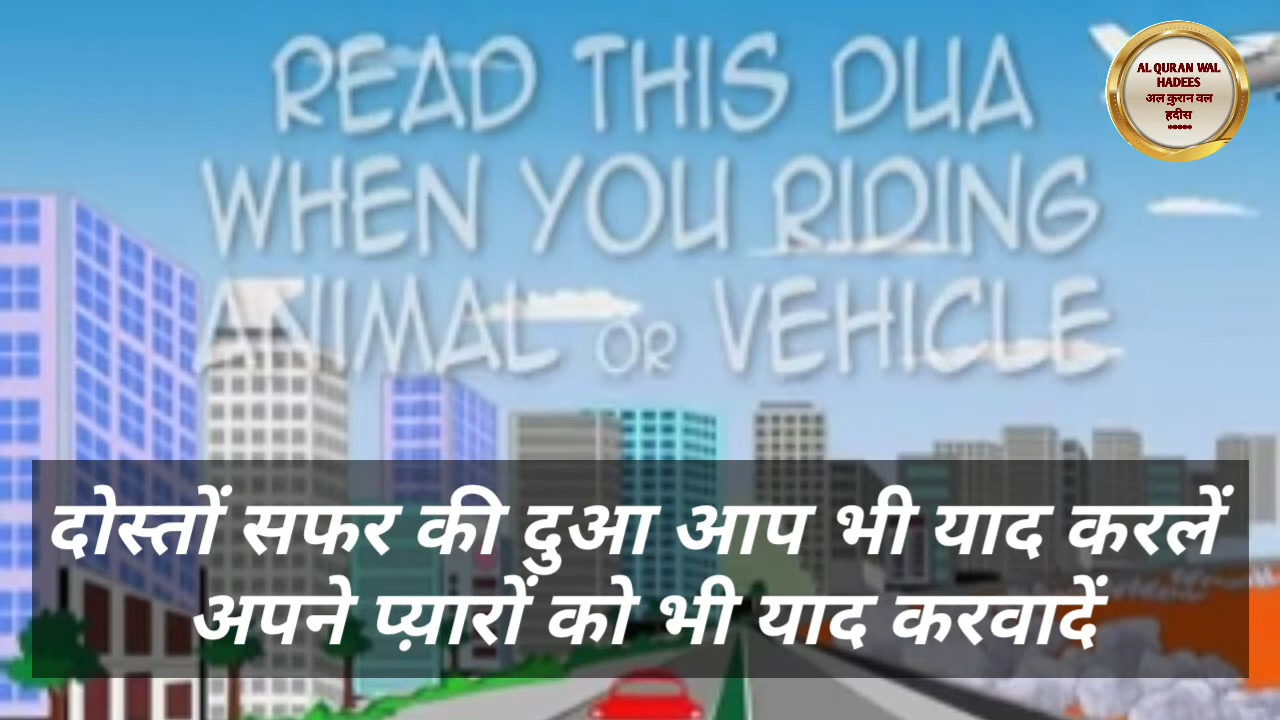 READ THIS DUA
WHEN YOU RIDING
ANIMAL OR VEHICLE
AL QURAN WAL
HADEES
अल कुरान वल
हदीस
दोस्तों सफर की दुआ आप भी याद करलें
अपने प्य़ारों को भी याद करवादें